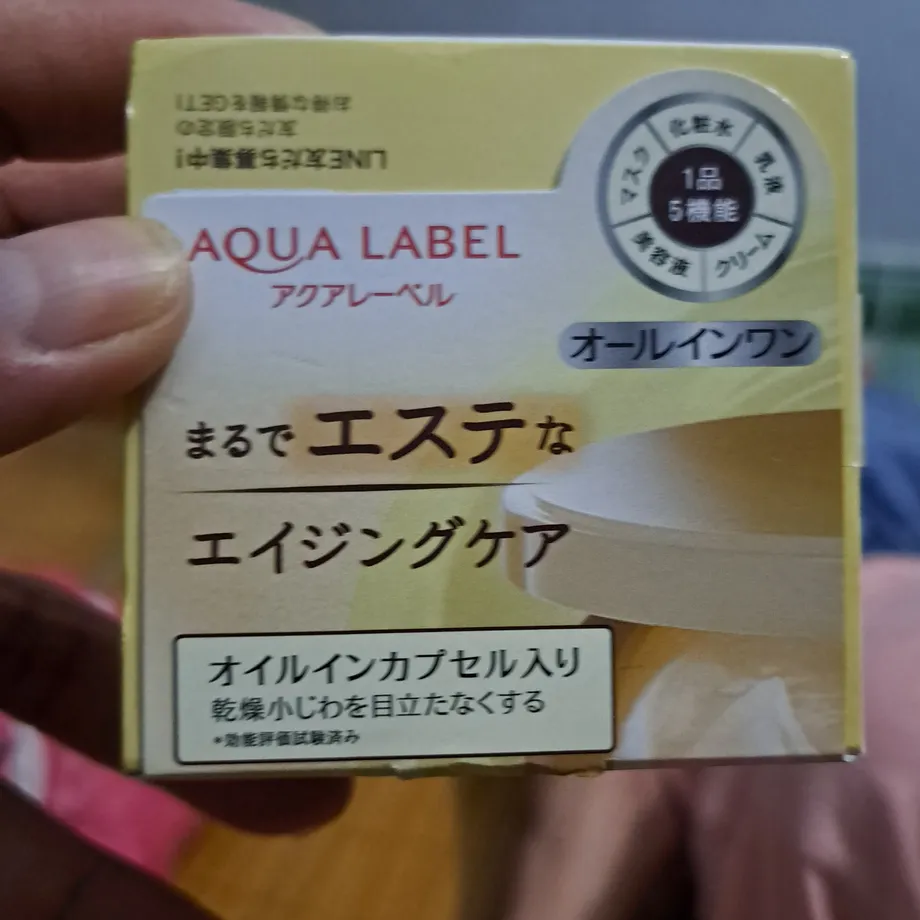 LINE友だち募集中!
友だち限定の
お得な情報をGET!
AQUA LABEL
アクアレーベル
化粧水
乳液
クリーム
美容液
マスク
1品
5機能
オールインワン
まるでエステな
エイジングケア
オイルインカプセル入り
乾燥小じわを目立たなくする
*効能評価試験済み